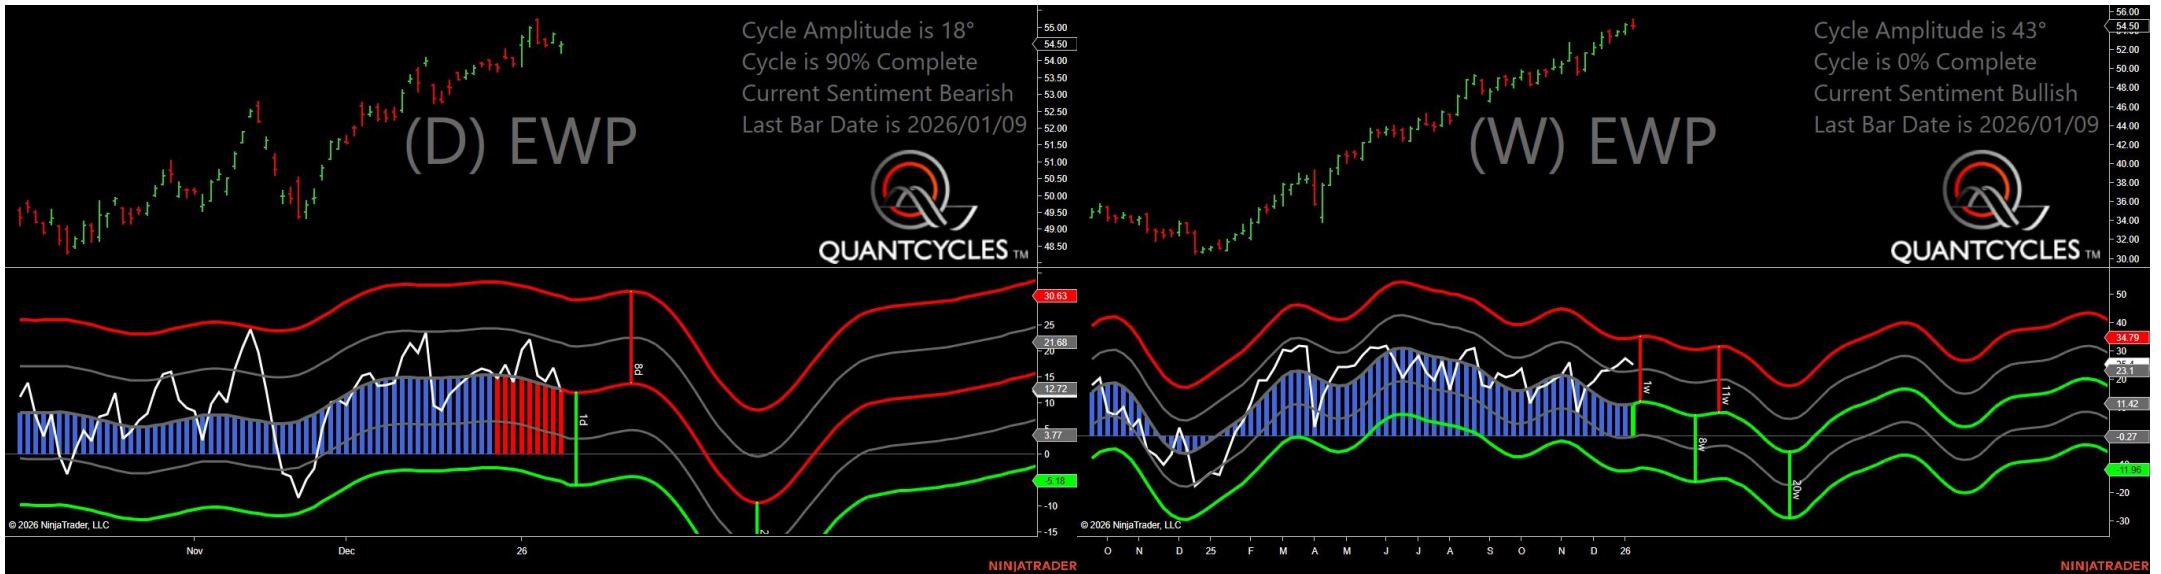 Cycle Amplitude is 18°
Cycle is 90% Complete
Current Sentiment Bearish
Last Bar Date is 2026/01/09
(D) EWP
QUANTCYCLES TM
55.00
54.50
54.00
53.50
53.00
52.50
52.00
51.50
51.00
50.50
50.00
49.50
49.00
48.50
30.63
25
21.68
20
15
12.72
10
3.77
0
-5.18
-10
-15
8d
1d
© 2026 NinjaTrader, LLC
Nov
Dec
26
NINJATRADER
Cycle Amplitude is 43°
Cycle is 0% Complete
Current Sentiment Bullish
Last Bar Date is 2026/01/09
(W) EWP
QUANTCYCLES TM
56.00
54.50
52.00
50.00
48.00
46.00
44.00
42.00
40.00
38.00
36.00
34.00
32.00
30.00
50
40
34.79
30
23.1
20
11.42
-0.27
-11.96
-20
-30
1w
11w
8w
20w
© 2026 NinjaTrader, LLC
O N D 25 F M A M J J A S O N D 26
NINJATRADER